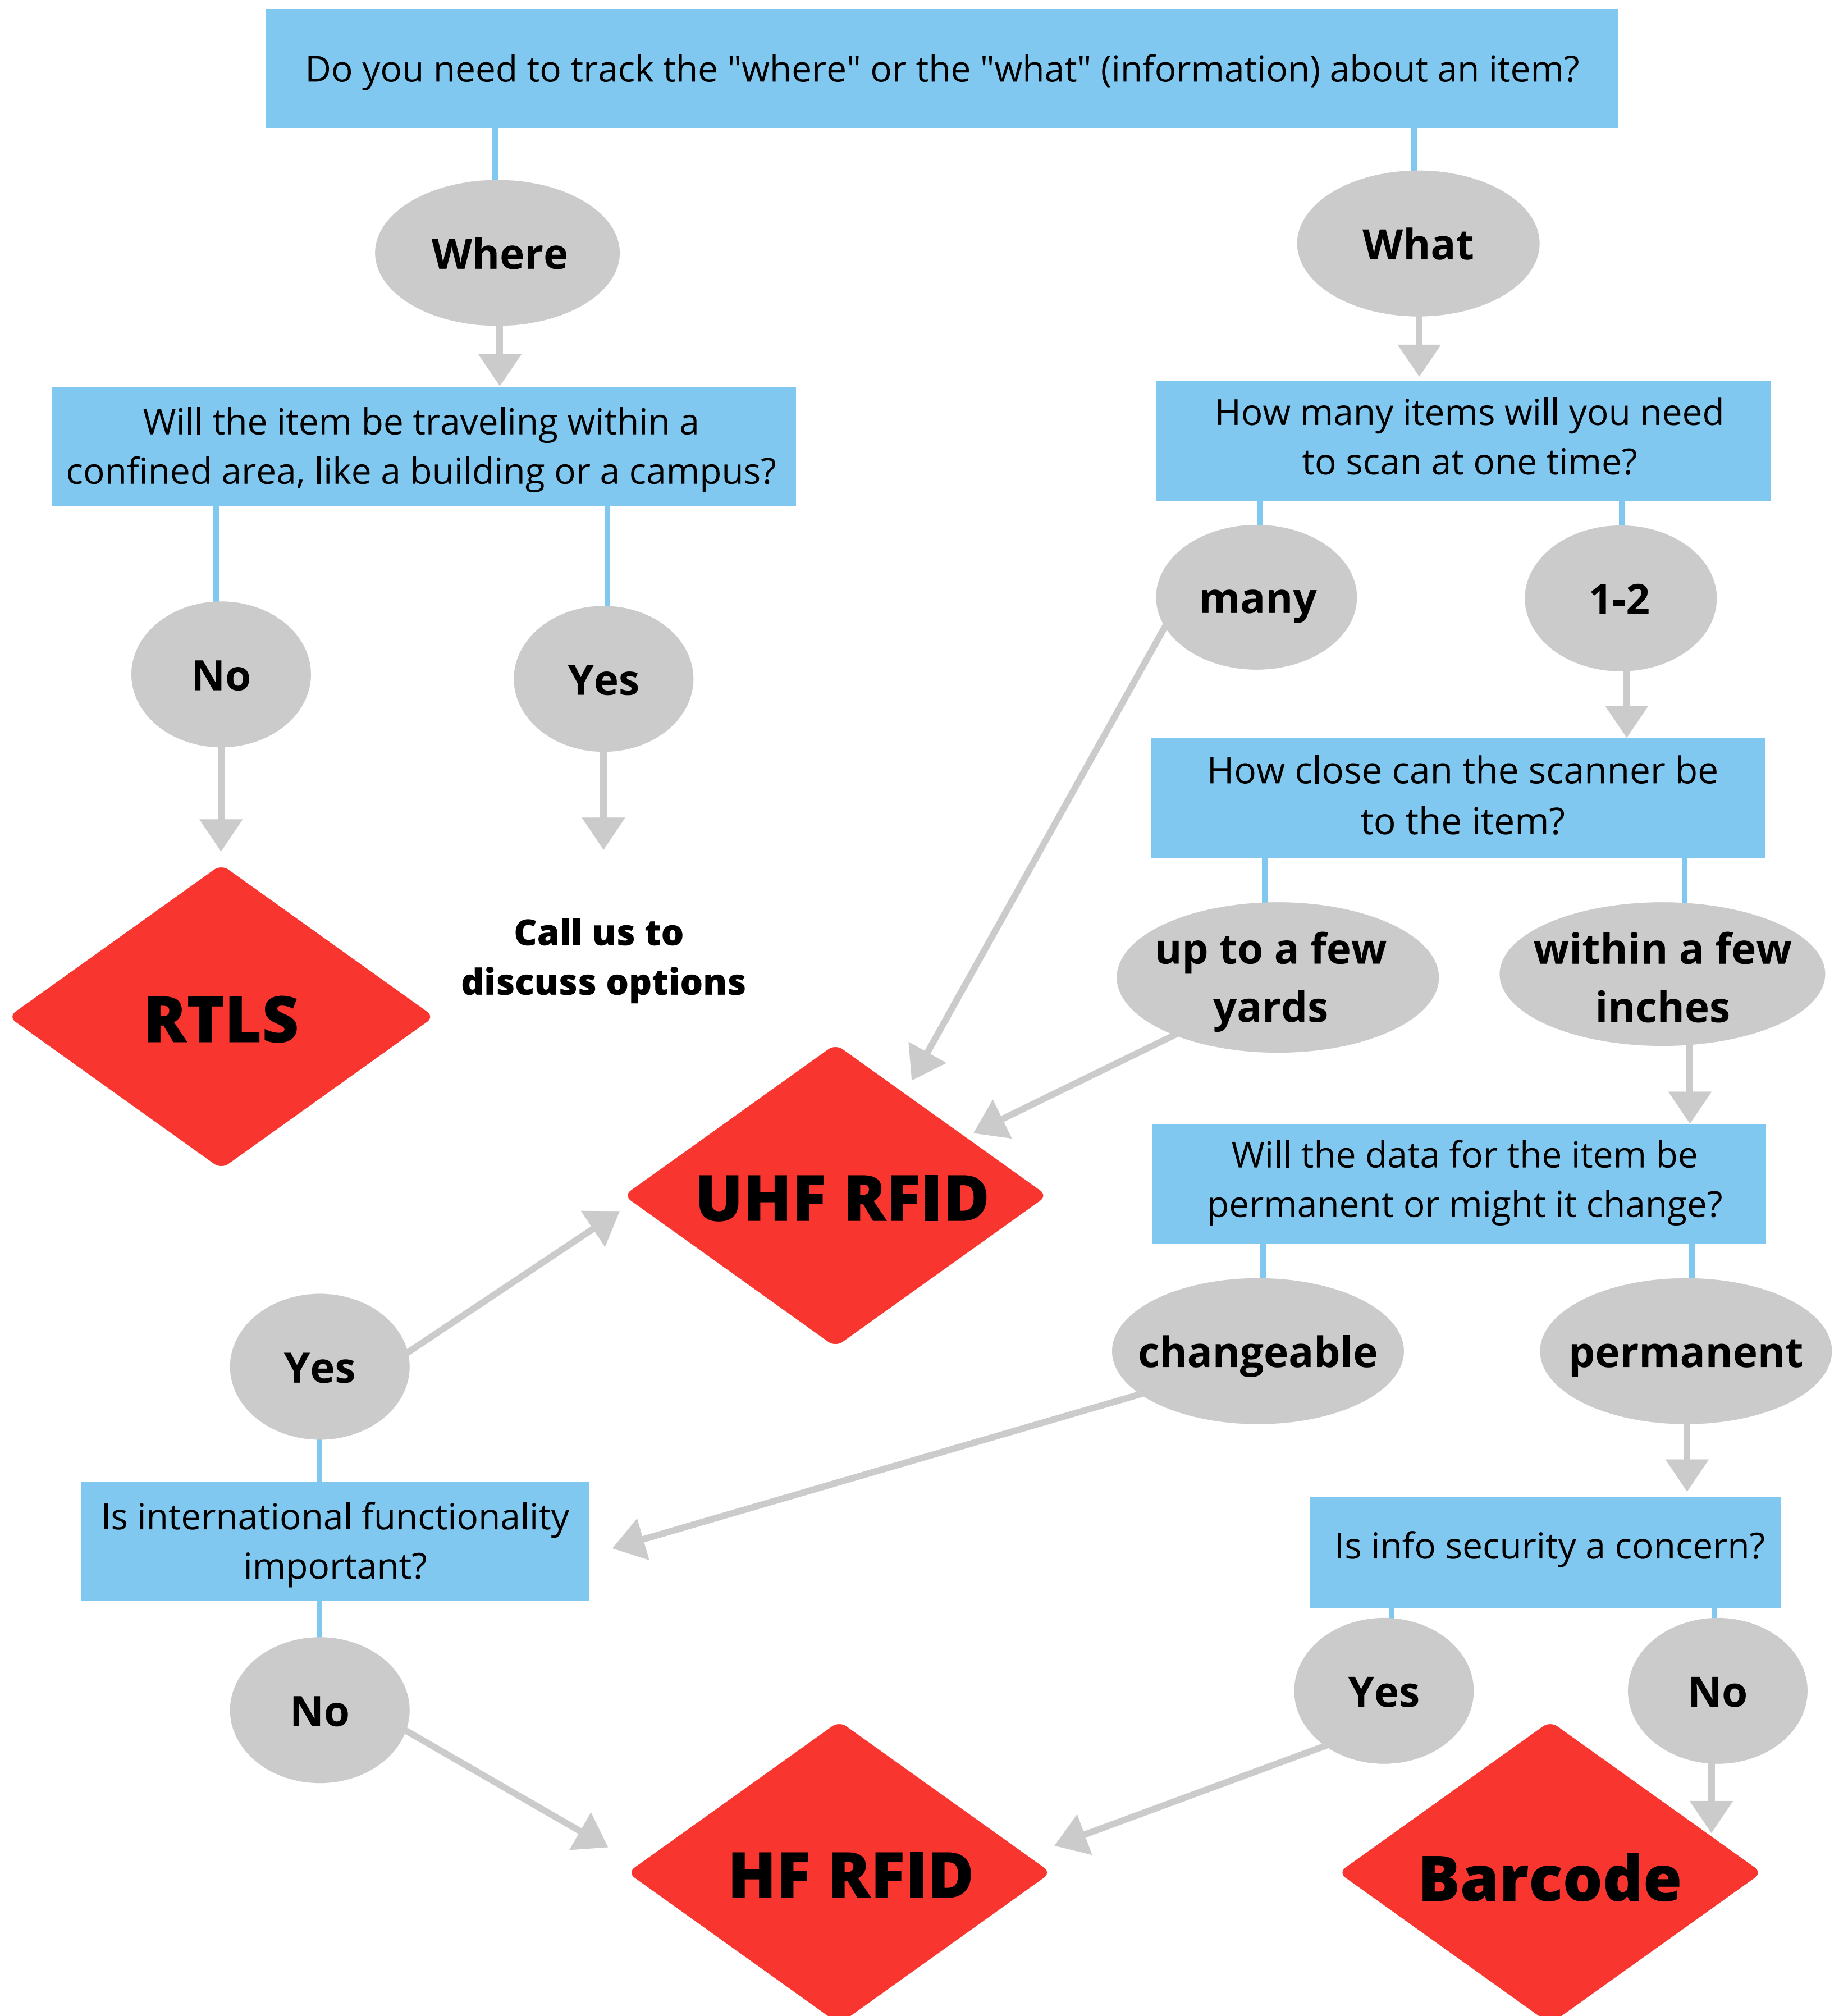 Do you need to track the "where" or the "what" (information) about an item?
Where
What
Will the item be traveling within a
confined area, like a building or a campus?
How many items will you need
to scan at one time?
many
1-2
No
Yes
How close can the scanner be
to the item?
Call us to
discuss options
up to a few
yards
within a few
inches
RTLS
UHF RFID
Will the data for the item be
permanent or might it change?
changeable
permanent
Yes
Is international functionality
important?
Is info security a concern?
No
Yes
No
HF RFID
Barcode